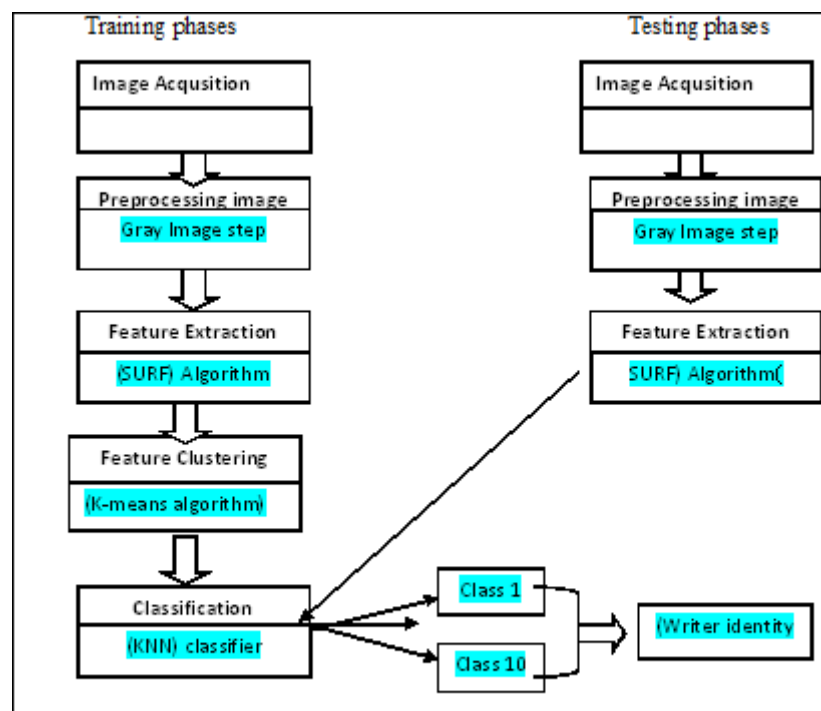 Training phases
Testing phases
Image Acqusition
Image Acqusition
Preprocessing image
Preprocessing image
Gray Image step
Gray Image step
Feature Extraction
Feature Extraction
(SURF) Algorithm
SURF) Algorithm(
Feature Clustering
(K-means algorithm)
Class 1
Classification
(Writer identity
(KNN) classifier
Class 10